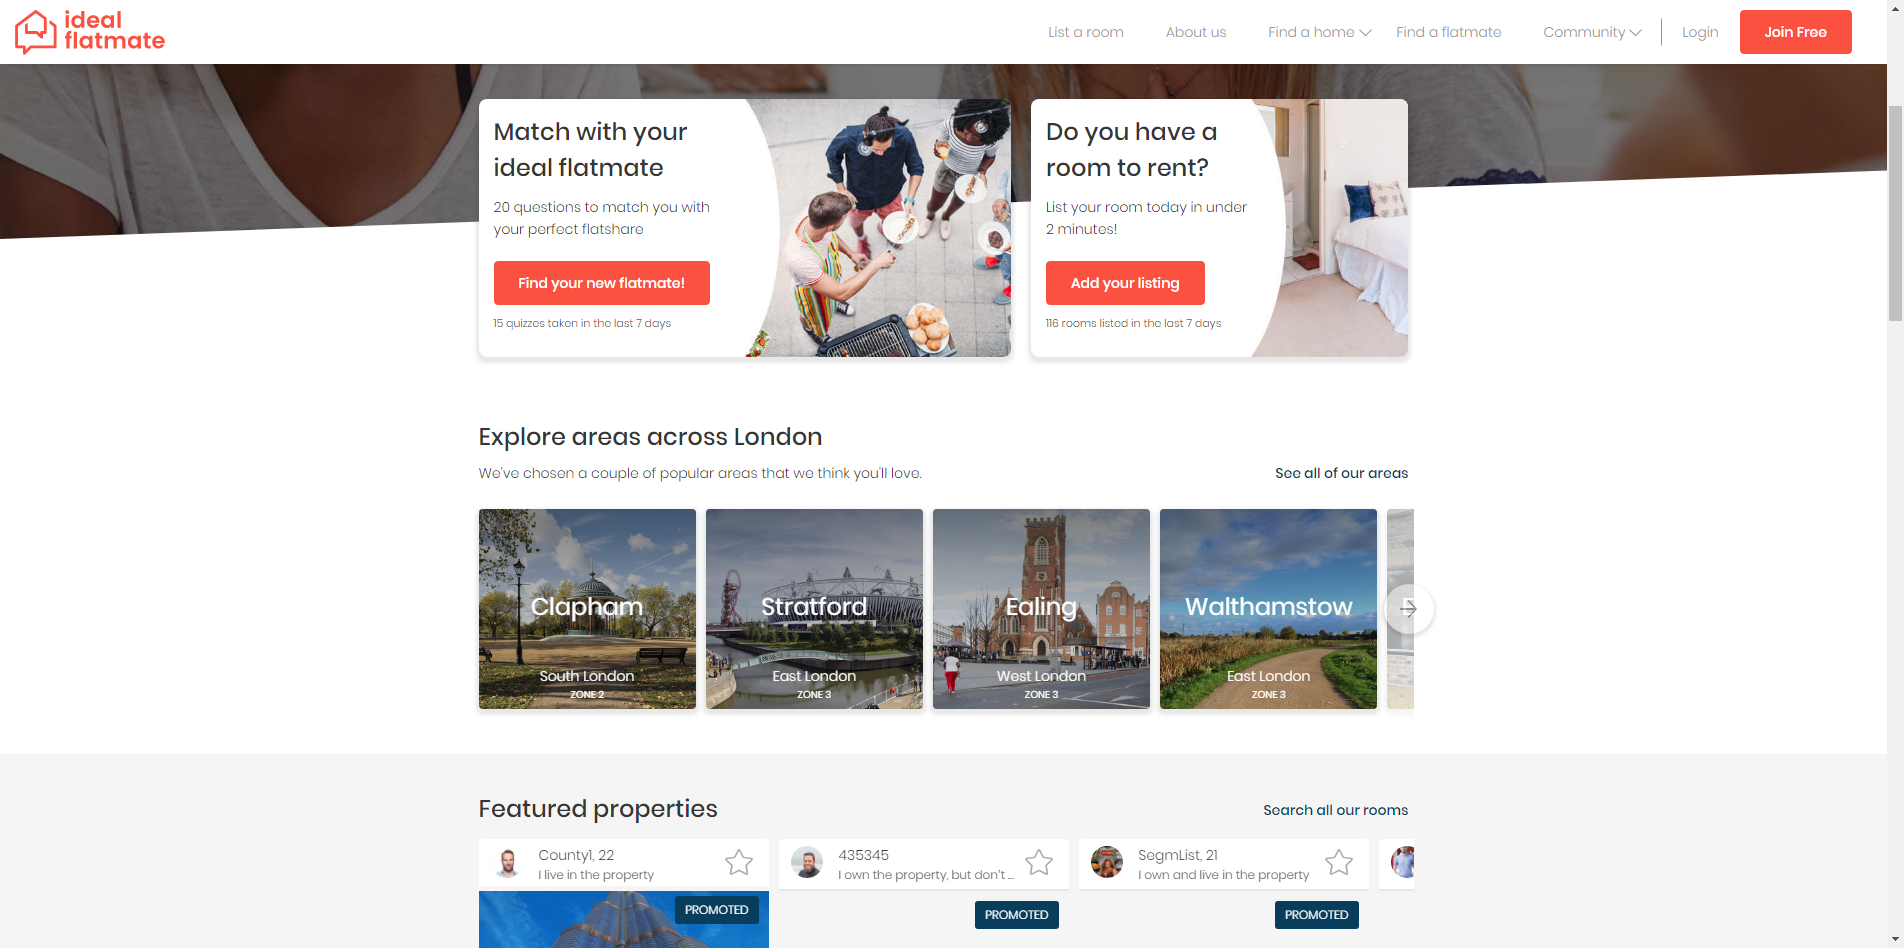 ideal
flatmate
List a room
About us
Find a home
Find a flatmate
Community
Login
Join Free
Match with your
ideal flatmate
20 questions to match you with
your perfect flatshare
Find your new flatmate!
15 quizzes taken in the last 7 days
Do you have a
room to rent?
List your room today in under
2 minutes!
Add your listing
116 rooms listed in the last 7 days
Explore areas across London
We've chosen a couple of popular areas that we think you'll love.
See all of our areas
Clapham
South London
ZONE 2
Stratford
East London
ZONE 3
Ealing
West London
ZONE 3
Walthamstow
East London
ZONE 3
Featured properties
Search all our rooms
County1, 22
I live in the property
PROMOTED
435345
I own the property, but don't ...
PROMOTED
SegmList, 21
I own and live in the property
PROMOTED